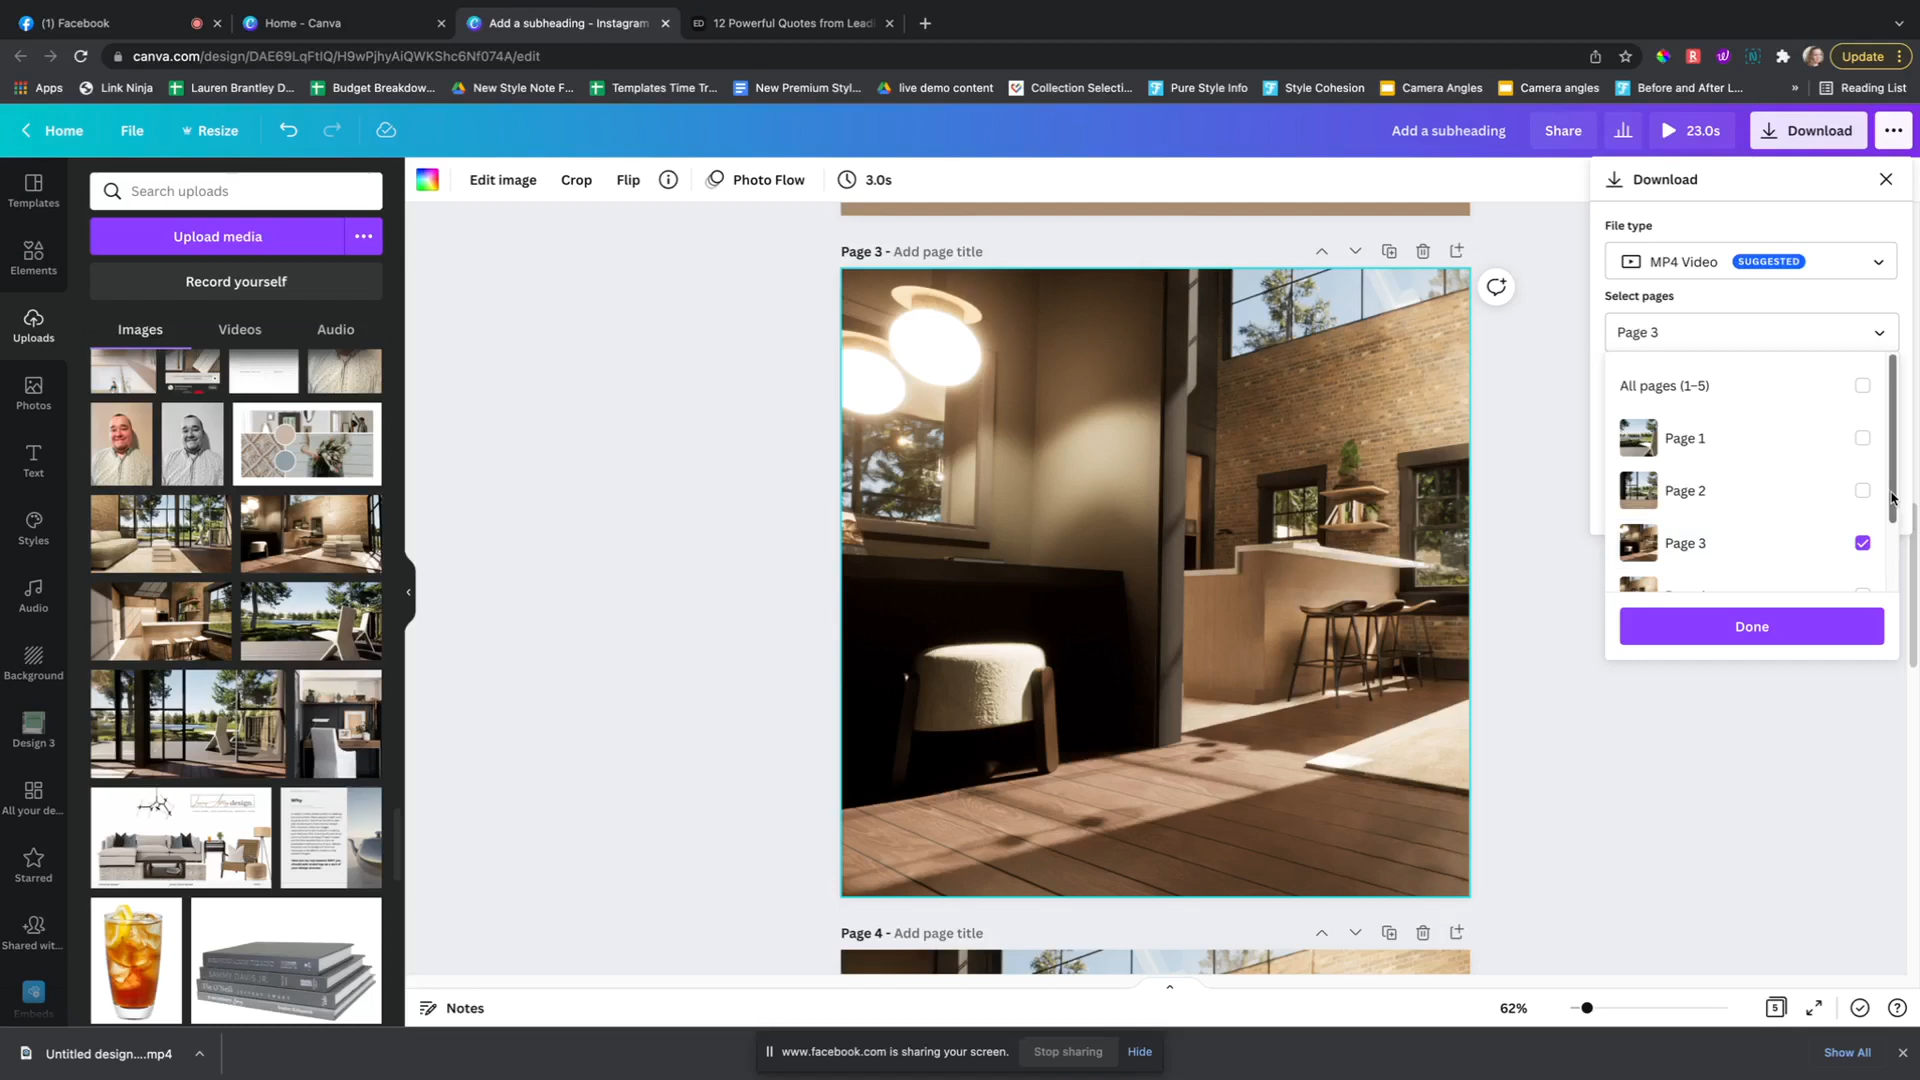 (1) Facebook
Home - Canva
Add a subheading - Instagram
ED 12 Powerful Quotes from Lead
canva.com/design/DAE69LqFtIQ/H9wPjhyAiQWKShc6Nf074A/edit
Update
Apps
Link Ninja
Lauren Brantley D...
Budget Breakdow...
New Style Note F...
Templates Time Tr...
New Premium Styl...
live demo content
Collection Selecti...
Pure Style Info
Style Cohesion
Camera Angles
Camera angles
Before and After L...
»
Reading List
Home
File
Resize
Add a subheading
Share
23.0s
Download
Templates
Elements
Uploads
Photos
Text
Styles
Audio
Background
Design 3
All your de...
Starred
Shared wit...
Embeds
Search uploads
Upload media
Record yourself
Images
Videos
Audio
Why
Edit image
Crop
Flip
Photo Flow
3.0s
Page 3 - Add page title
Page 4 - Add page title
Download
File type
MP4 Video SUGGESTED
Select pages
Page 3
All pages (1–5)
Page 1
Page 2
Page 3
Done
Notes
62%
5
Untitled design....mp4
www.facebook.com is sharing your screen.
Stop sharing
Hide
Show All